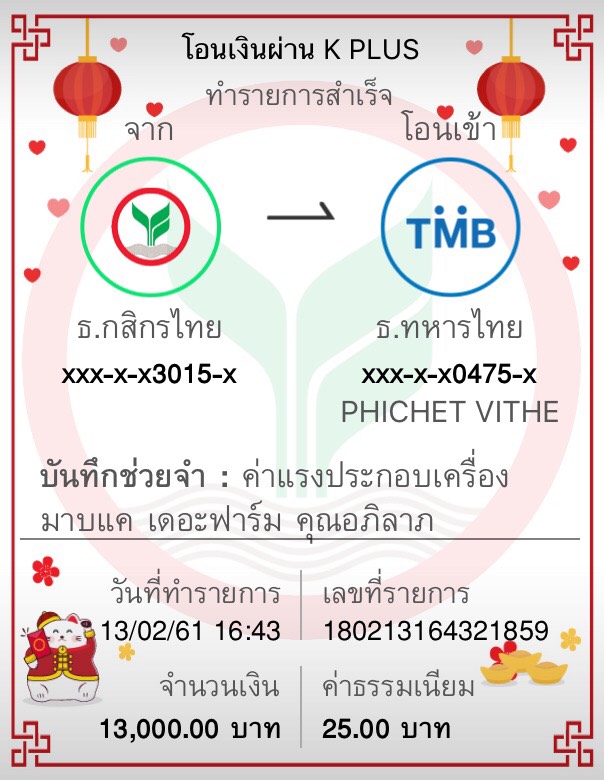 โอนเงินผ่าน K PLUS
ทำรายการสำเร็จ
จาก
โอนเข้า
TMB
ธ.กสิกรไทย
ธ.ทหารไทย
xxx-x-x3015-x
xxx-x-x0475-x
PHICHET VITHE
บันทึกช่วยจำ : ค่าแรงประกอบเครื่อง
มาบแค เดอะฟาร์ม คุณอภิลาภ
วันที่ทำรายการ
13/02/61 16:43
เลขที่รายการ
180213164321859
จำนวนเงิน
13,000.00 บาท
ค่าธรรมเนียม
25.00 บาท